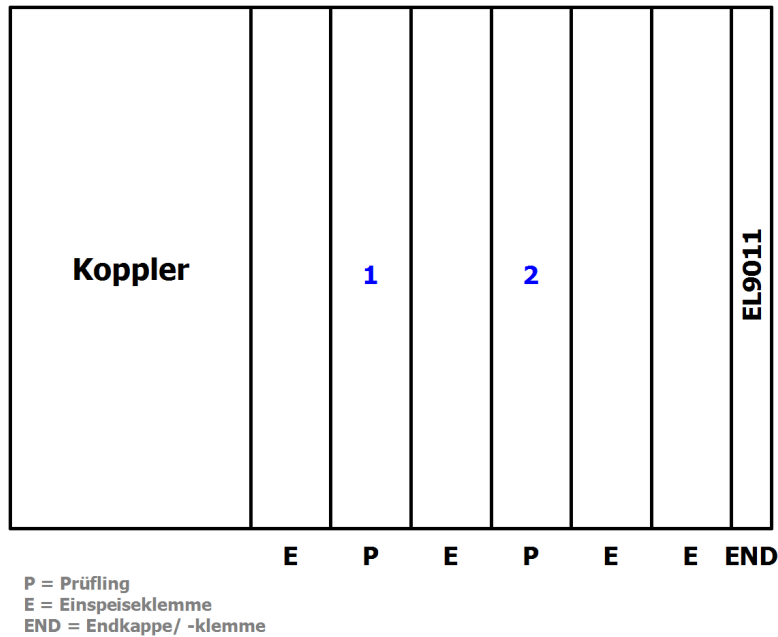 Koppler
1
2
EL9011
E P E P E E END
P = Prüfling
E = Einspeiseklemme
END = Endkappe/ -klemme